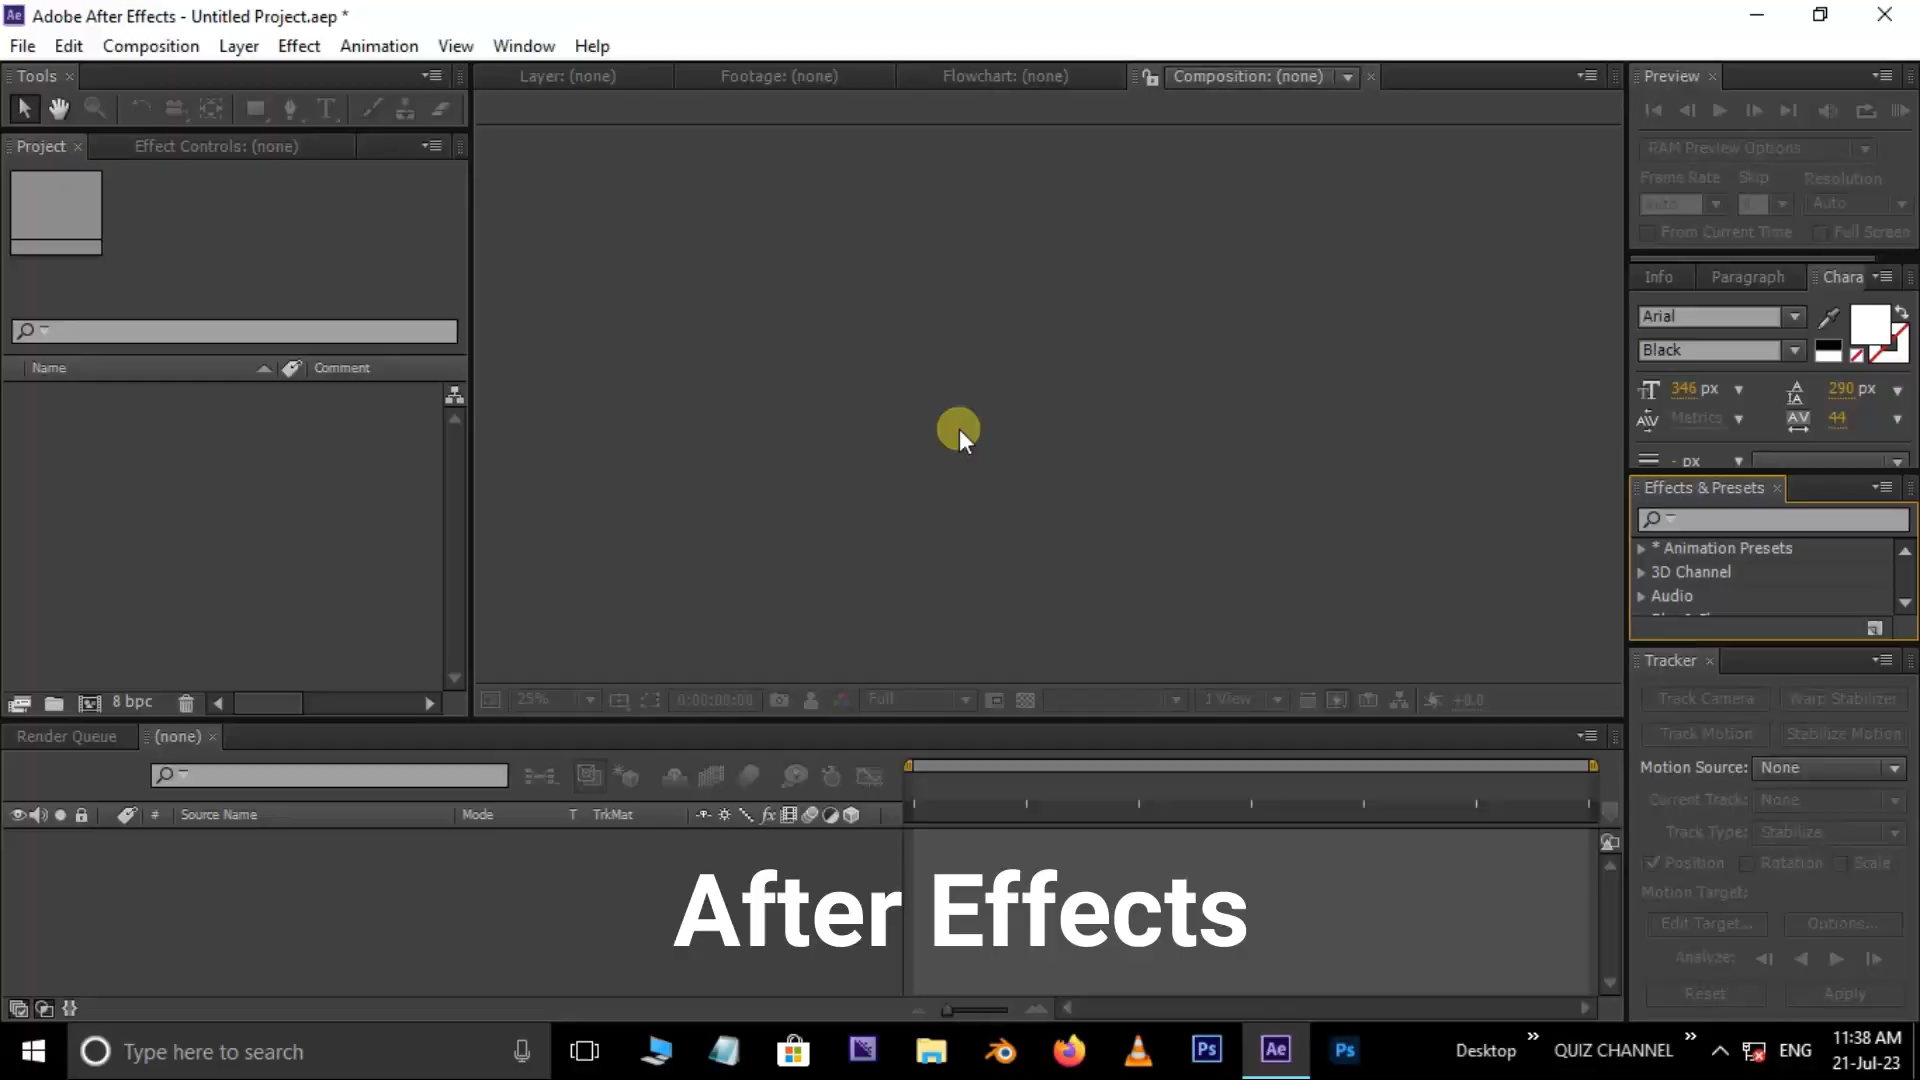 Ae Adobe After Effects - Untitled Project.aep *
File Edit Composition Layer Effect Animation View Window Help
Tools
Layer: (none) Footage: (none) Flowchart: (none) Composition: (none)
Preview
RAM Preview Options
Frame Rate Skip Resolution
Auto Auto
From Current Time Full Screen
Project Effect Controls: (none)
Info Paragraph Chara
Arial
Black
346 px 290 px
Metrics 44
- px
Name Comment
Effects & Presets
* Animation Presets
3D Channel
Audio
8 bpc
25% 0:00:00:00 Full 1 View +0.0
Tracker
Track Camera Warp Stabilizer
Track Motion Stabilize Motion
Motion Source: None
Current Track: None
Track Type: Stabilize
Position Rotation Scale
Motion Target:
Edit Target... Options...
Analyze:
Reset Apply
Render Queue (none)
# Source Name Mode T TrkMat fx
After Effects
Type here to search
Ps Ae Ps
Desktop » QUIZ CHANNEL » ENG
11:38 AM
21-Jul-23